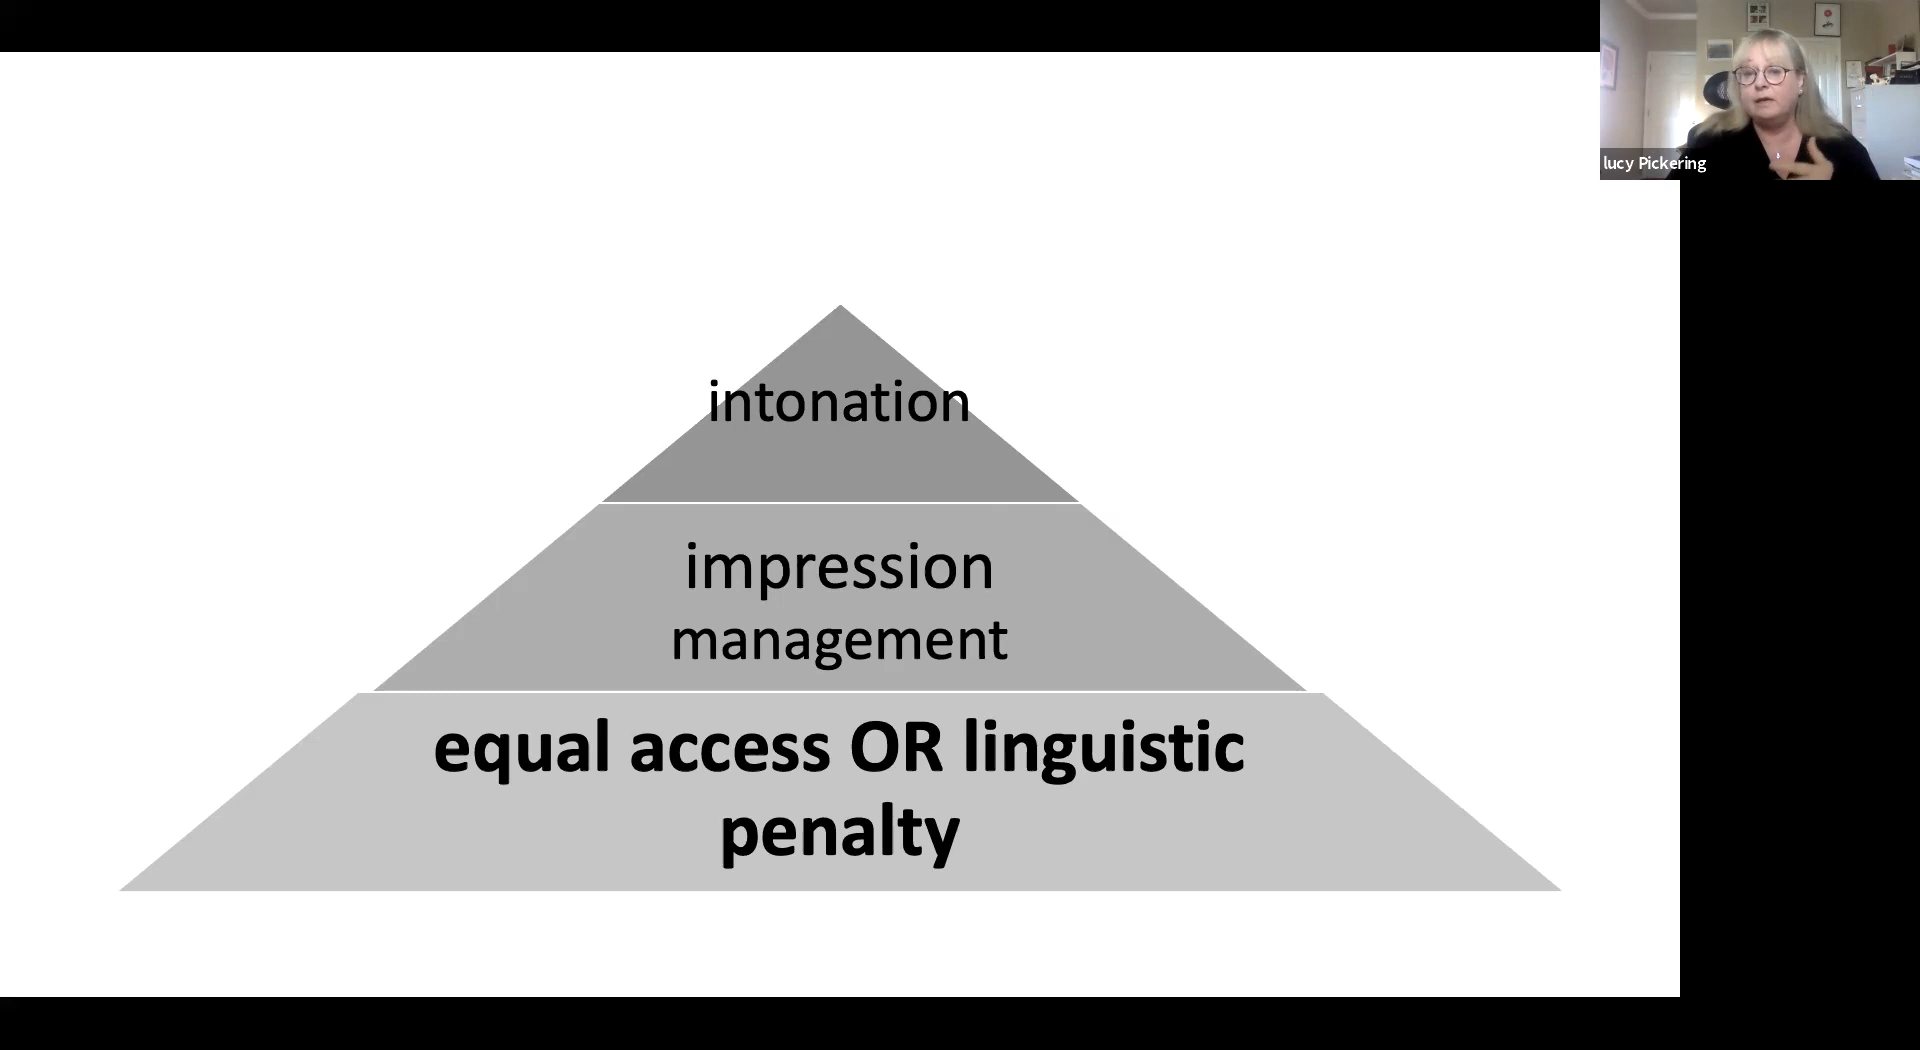 lucy Pickering
intonation
impression
management
equal access OR linguistic
penalty